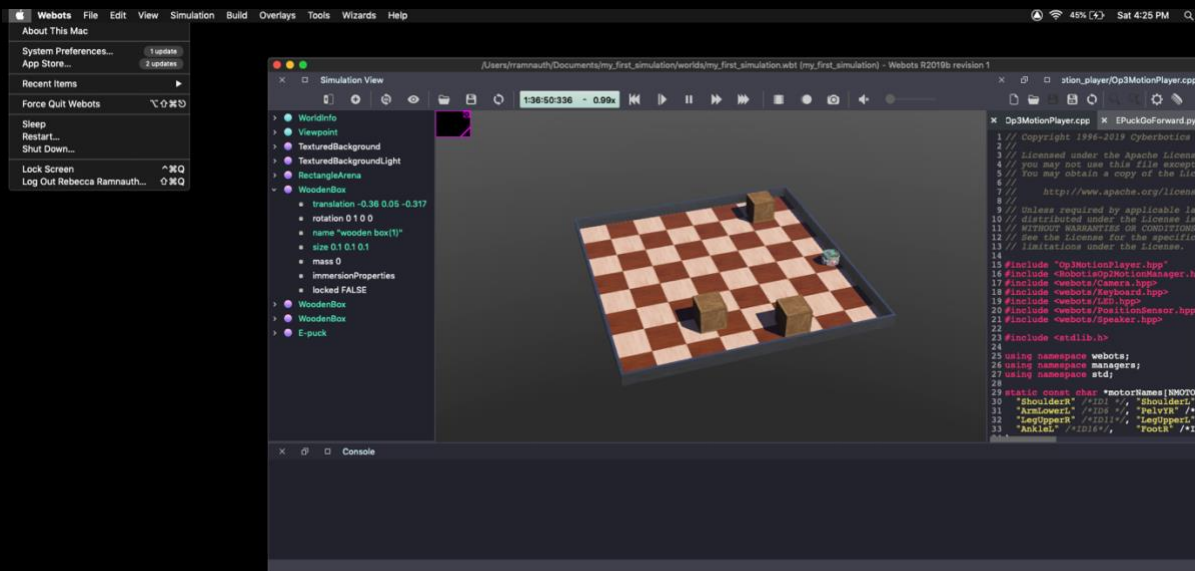 Webots File Edit View Simulation Build Overlays Tools Wizards Help 45% Sat 4:25 PM
About This Mac
System Preferences... 1 update
App Store... 2 updates
Recent Items
Force Quit Webots ⌥⇧⌘⎋
Sleep
Restart...
Shut Down...
Lock Screen ^⌘Q
Log Out Rebecca Ramnauth... ⇧⌘Q
/Users/rramnauth/Documents/my_first_simulation/worlds/my_first_simulation.wbt (my_first_simulation) - Webots R2019b revision 1
Simulation View
1:36:50:336 - 0.99x
WorldInfo
Viewpoint
TexturedBackground
TexturedBackgroundLight
RectangleArena
WoodenBox
translation -0.36 0.05 -0.317
rotation 0 1 0 0
name "wooden box(1)"
size 0.1 0.1 0.1
mass 0
immersionProperties
locked FALSE
WoodenBox
WoodenBox
E-puck
otion_player/Op3MotionPlayer.cpp
Op3MotionPlayer.cpp EPuckGoForward.py
1 // Copyright 1996-2019 Cyberbotics
2 //
3 // Licensed under the Apache Licens
4 // you may not use this file except
5 // You may obtain a copy of the Lic
6 //
7 // http://www.apache.org/licens
8 //
9 // Unless required by applicable la
10 // distributed under the License is
11 // WITHOUT WARRANTIES OR CONDITIONS
12 // See the License for the specific
13 // limitations under the License.
14
15 #include "Op3MotionPlayer.hpp"
16 #include <RobotisOp2MotionManager.h
17 #include <webots/Camera.hpp>
18 #include <webots/Keyboard.hpp>
19 #include <webots/LED.hpp>
20 #include <webots/PositionSensor.hpp
21 #include <webots/Speaker.hpp>
22
23 #include <stdlib.h>
24
25 using namespace webots;
26 using namespace managers;
27 using namespace std;
28
29 static const char *motorNames[NMOTO
30 "ShoulderR" /*ID1 */, "ShoulderL"
31 "ArmLowerL" /*ID6 */, "PelvYR" /*
32 "LegUpperR" /*ID11*/, "LegUpperL"
33 "AnkleL" /*ID16*/, "FootR" /*I
Console